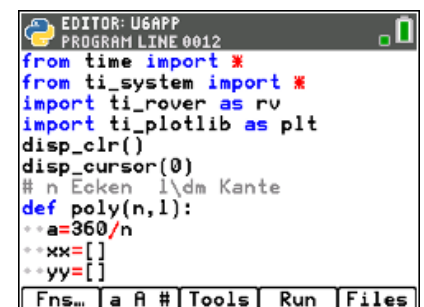 EDITOR: U6APP
PROGRAM LINE 0012
from time import *
from ti_system import *
import ti_rover as rv
import ti_plotlib as plt
disp_clr()
disp_cursor(0)
# n Ecken  l\dm Kante
def poly(n,l):
⬥⬥a=360/n
⬥⬥xx=[]
⬥⬥yy=[]
Fns… a A # Tools Run Files